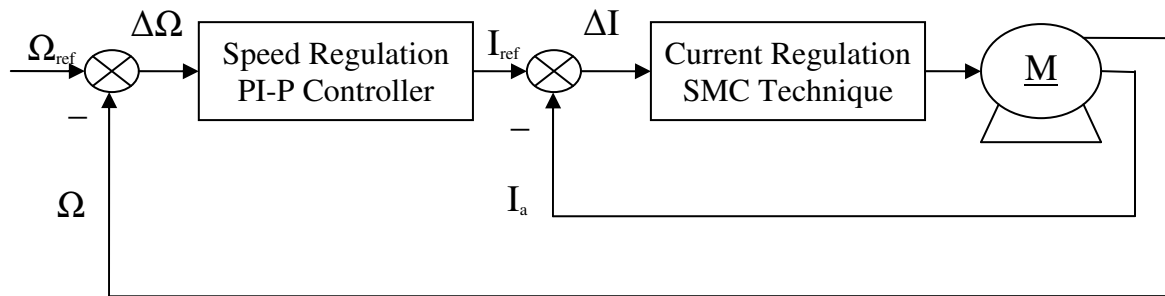 Ω_ref
ΔΩ
Speed Regulation
PI-P Controller
I_ref
ΔI
Current Regulation
SMC Technique
M
−
−
Ω
I_a